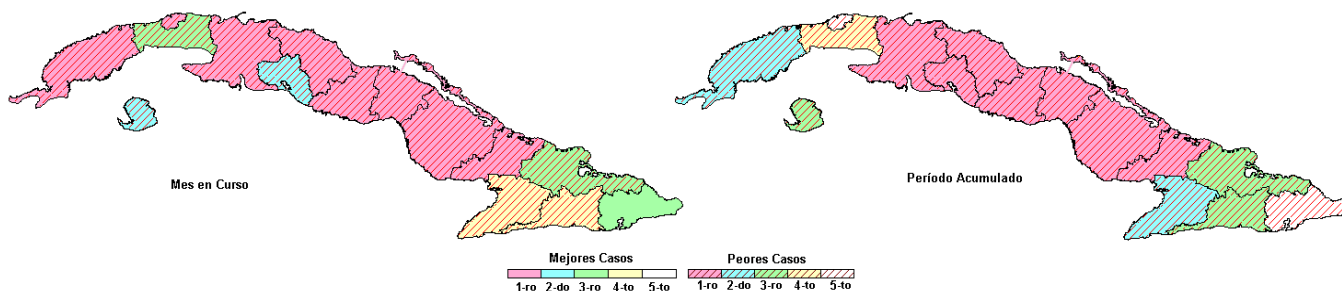 Mes en Curso
Período Acumulado
Mejores Casos
Peores Casos
1-ro 2-do 3-ro 4-to 5-to
1-ro 2-do 3-ro 4-to 5-to